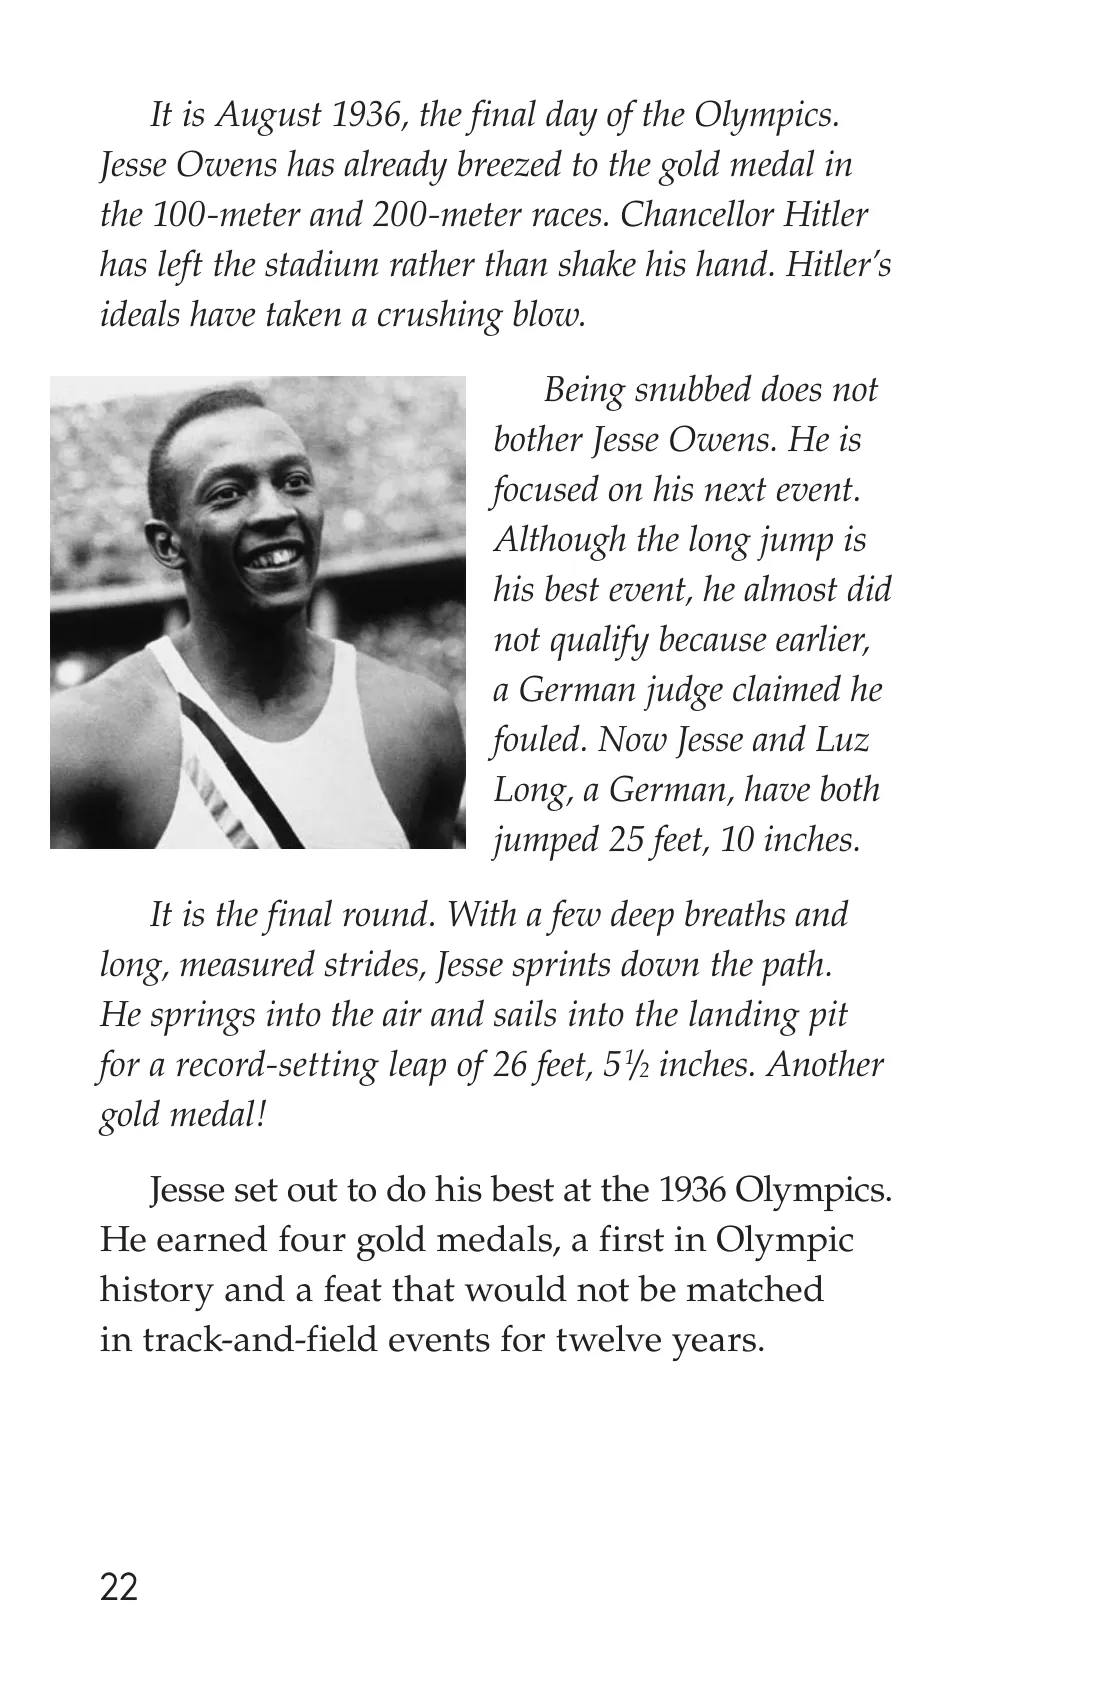 It is August 1936, the final day of the Olympics.
Jesse Owens has already breezed to the gold medal in
the 100-meter and 200-meter races. Chancellor Hitler
has left the stadium rather than shake his hand. Hitler’s
ideals have taken a crushing blow.
Being snubbed does not
bother Jesse Owens. He is
focused on his next event.
Although the long jump is
his best event, he almost did
not qualify because earlier,
a German judge claimed he
fouled. Now Jesse and Luz
Long, a German, have both
jumped 25 feet, 10 inches.
It is the final round. With a few deep breaths and
long, measured strides, Jesse sprints down the path.
He springs into the air and sails into the landing pit
for a record-setting leap of 26 feet, 5½ inches. Another
gold medal!
Jesse set out to do his best at the 1936 Olympics.
He earned four gold medals, a first in Olympic
history and a feat that would not be matched
in track-and-field events for twelve years.
22